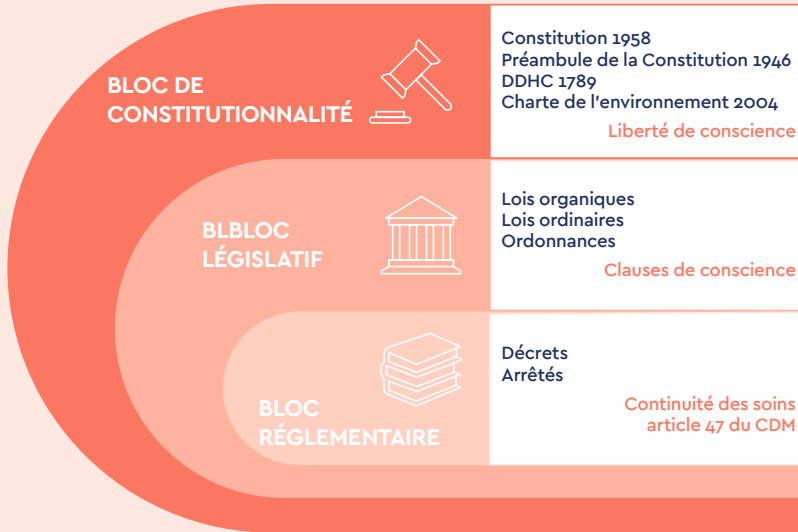 BLOC DE
CONSTITUTIONNALITÉ
Constitution 1958
Préambule de la Constitution 1946
DDHC 1789
Charte de l'environnement 2004
Liberté de conscience
BLBLOC
LÉGISLATIF
Lois organiques
Lois ordinaires
Ordonnances
Clauses de conscience
BLOC
RÉGLEMENTAIRE
Décrets
Arrêtés
Continuité des soins
article 47 du CDM